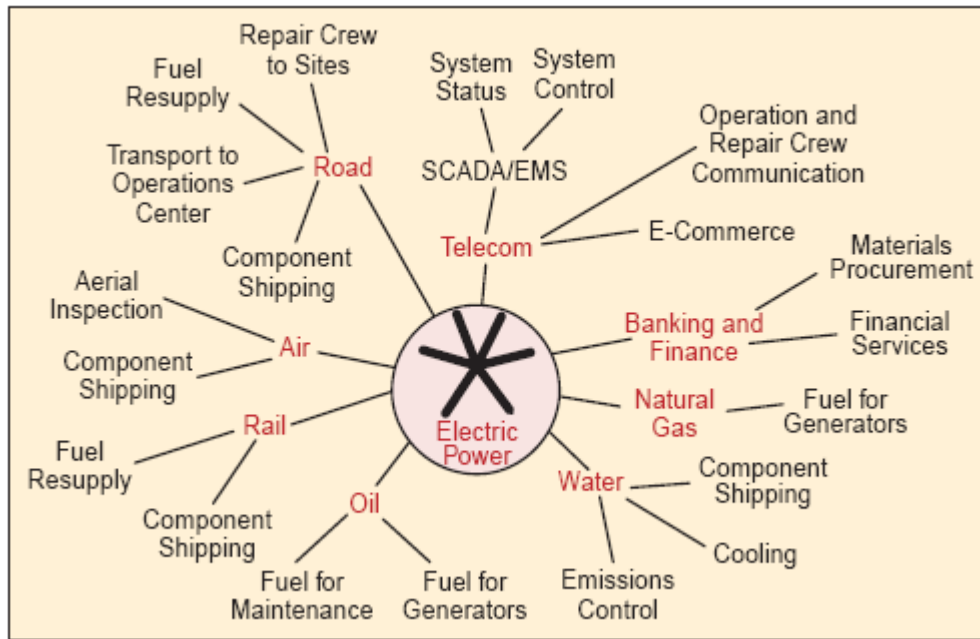 Repair Crew
to Sites
Fuel
Resupply
Transport to
Operations
Center
Road
Component
Shipping
System
Status
System
Control
SCADA/EMS
Operation and
Repair Crew
Communication
Telecom
E-Commerce
Materials
Procurement
Banking and
Finance
Financial
Services
Aerial
Inspection
Air
Component
Shipping
Natural
Gas
Fuel for
Generators
Electric
Power
Rail
Fuel
Resupply
Component
Shipping
Water
Component
Shipping
Cooling
Emissions
Control
Oil
Fuel for
Maintenance
Fuel for
Generators